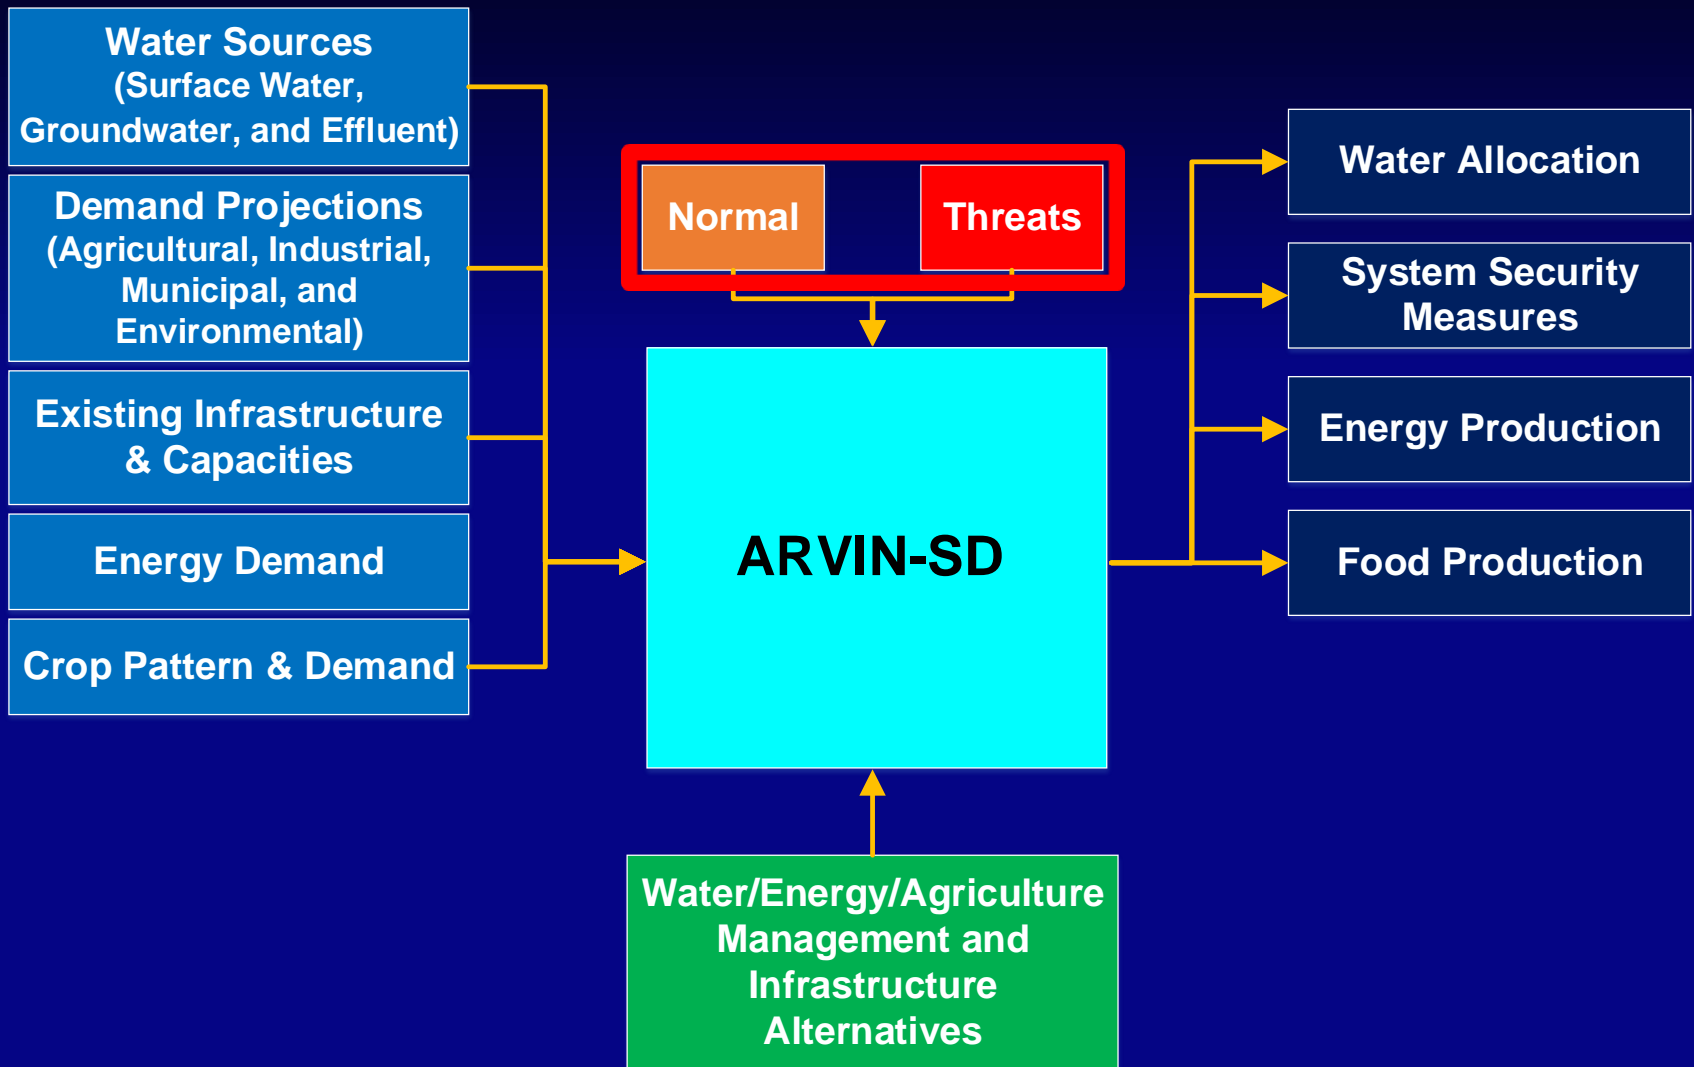 Water Sources
(Surface Water,
Groundwater, and Effluent)
Demand Projections
(Agricultural, Industrial,
Municipal, and
Environmental)
Existing Infrastructure
& Capacities
Energy Demand
Crop Pattern & Demand
Normal
Threats
ARVIN-SD
Water/Energy/Agriculture
Management and
Infrastructure
Alternatives
Water Allocation
System Security
Measures
Energy Production
Food Production